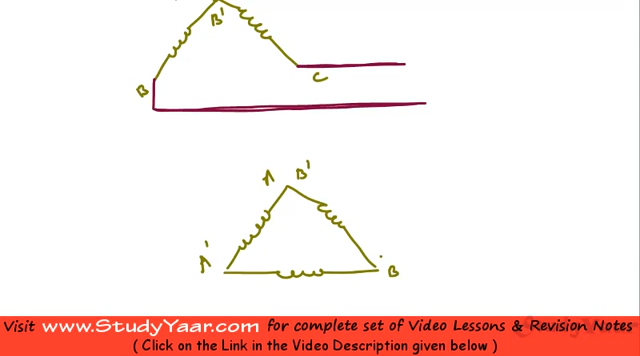 B'
B
C
A B'
A'
B
Visit www.StudyYaar.com for complete set of Video Lessons & Revision Notes
( Click on the Link in the Video Description given below )